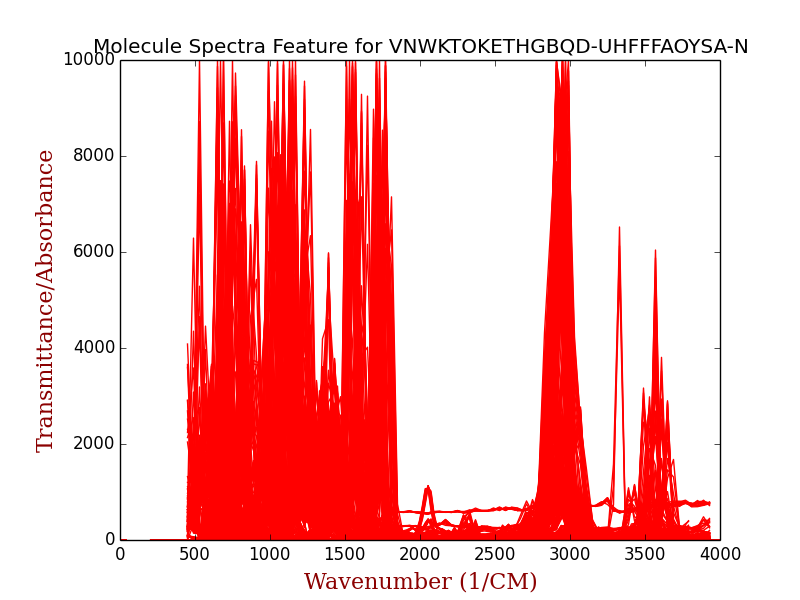 Molecule Spectra Feature for VNWKTOKETHGBQD-UHFFFAOYSA-N
10000
8000
6000
4000
2000
0
Transmittance/Absorbance
0 500 1000 1500 2000 2500 3000 3500 4000
Wavenumber (1/CM)